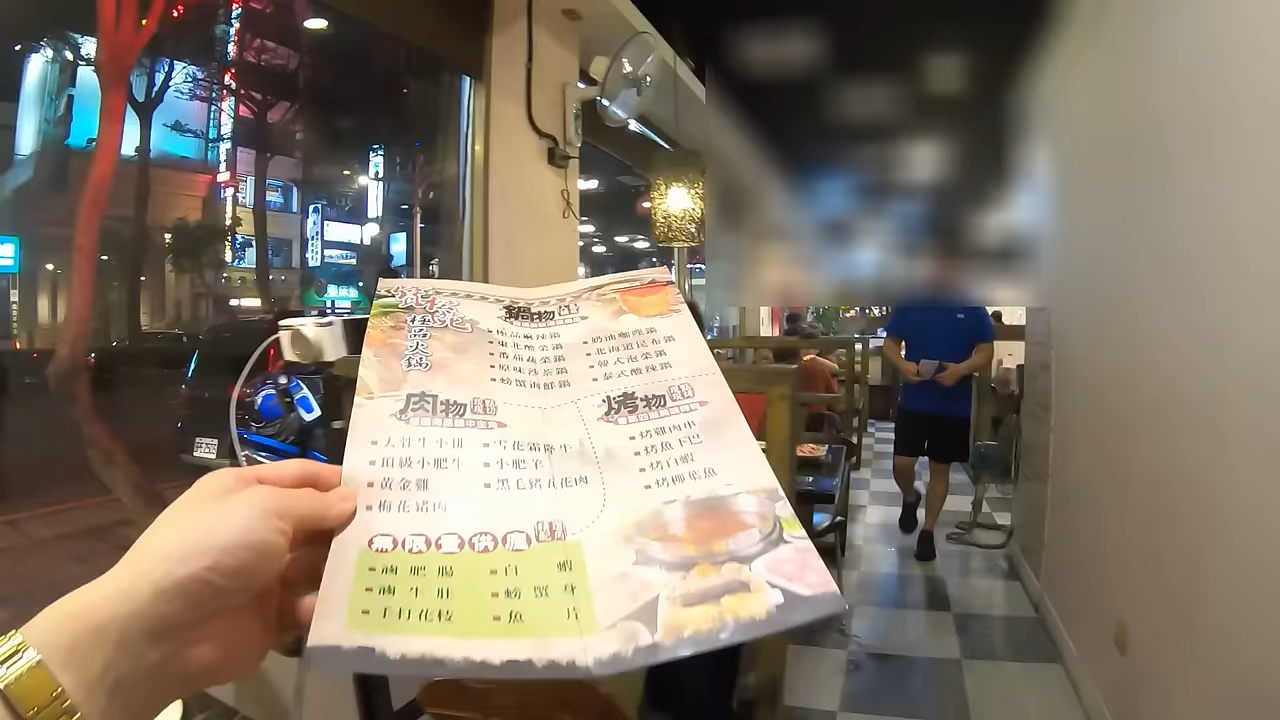 極品火鍋
鍋物
極品麻辣鍋
東北酸菜鍋
番茄蔬菜鍋
原味沙茶鍋
螃蟹海鮮鍋
奶油咖哩鍋
北海道昆布鍋
韓式泡菜鍋
泰式酸辣鍋
肉物
大骨牛小排
頂級小肥牛
黃金雞
梅花豬肉
雪花霜降牛
小肥羊
黑毛豬五花肉
烤物
烤雞肉串
烤魚下巴
烤白蝦
烤柳葉魚
無限量供應
滷肥腸
滷牛肚
手打花枝
白蝦
螃蟹身
魚片